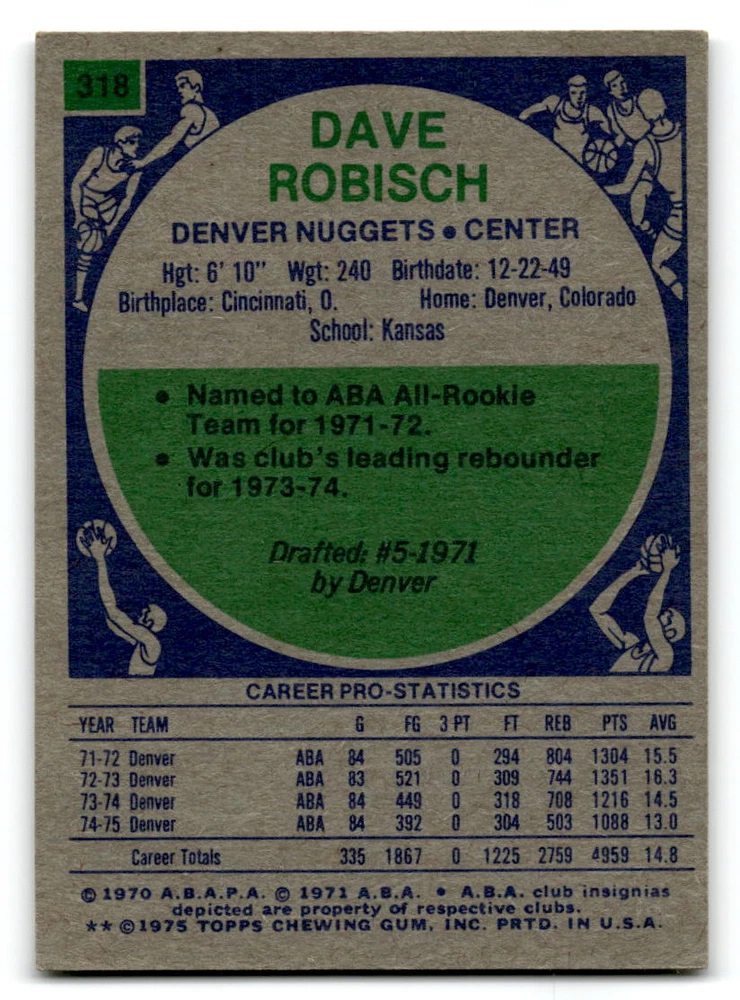 318
DAVE
ROBISCH
DENVER NUGGETS • CENTER
Hgt: 6' 10" Wgt: 240 Birthdate: 12-22-49
Birthplace: Cincinnati, O. Home: Denver, Colorado
School: Kansas
• Named to ABA All-Rookie
Team for 1971-72.
• Was club's leading rebounder
for 1973-74.
Drafted: #5-1971
by Denver
CAREER PRO-STATISTICS
YEAR TEAM G FG 3 PT FT REB PTS AVG
71-72 Denver ABA 84 505 0 294 804 1304 15.5
72-73 Denver ABA 83 521 0 309 744 1351 16.3
73-74 Denver ABA 84 449 0 318 708 1216 14.5
74-75 Denver ABA 84 392 0 304 503 1088 13.0
Career Totals 335 1867 0 1225 2759 4959 14.8
© 1970 A.B.A.P.A. © 1971 A.B.A. • A.B.A. club insignias
depicted are property of respective clubs.
** ©1975 TOPPS CHEWING GUM, INC. PRTD. IN U.S.A.